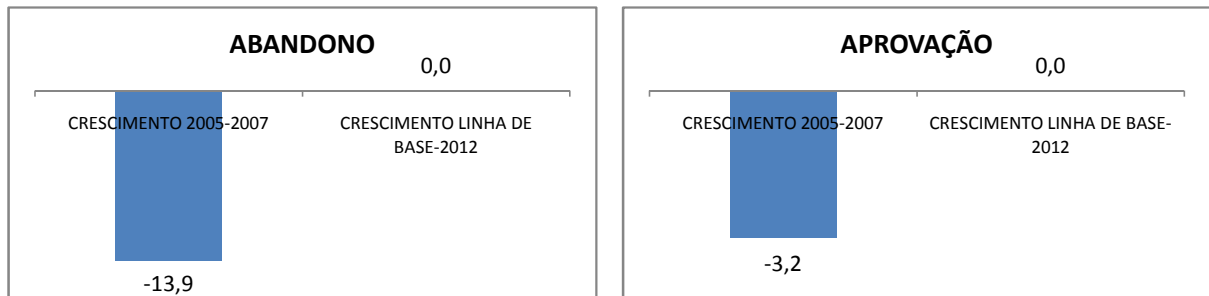 ABANDONO
0,0
CRESCIMENTO 2005-2007
CRESCIMENTO LINHA DE
BASE-2012
-13,9
APROVAÇÃO
0,0
CRESCIMENTO 2005-2007
CRESCIMENTO LINHA DE BASE-
2012
-3,2